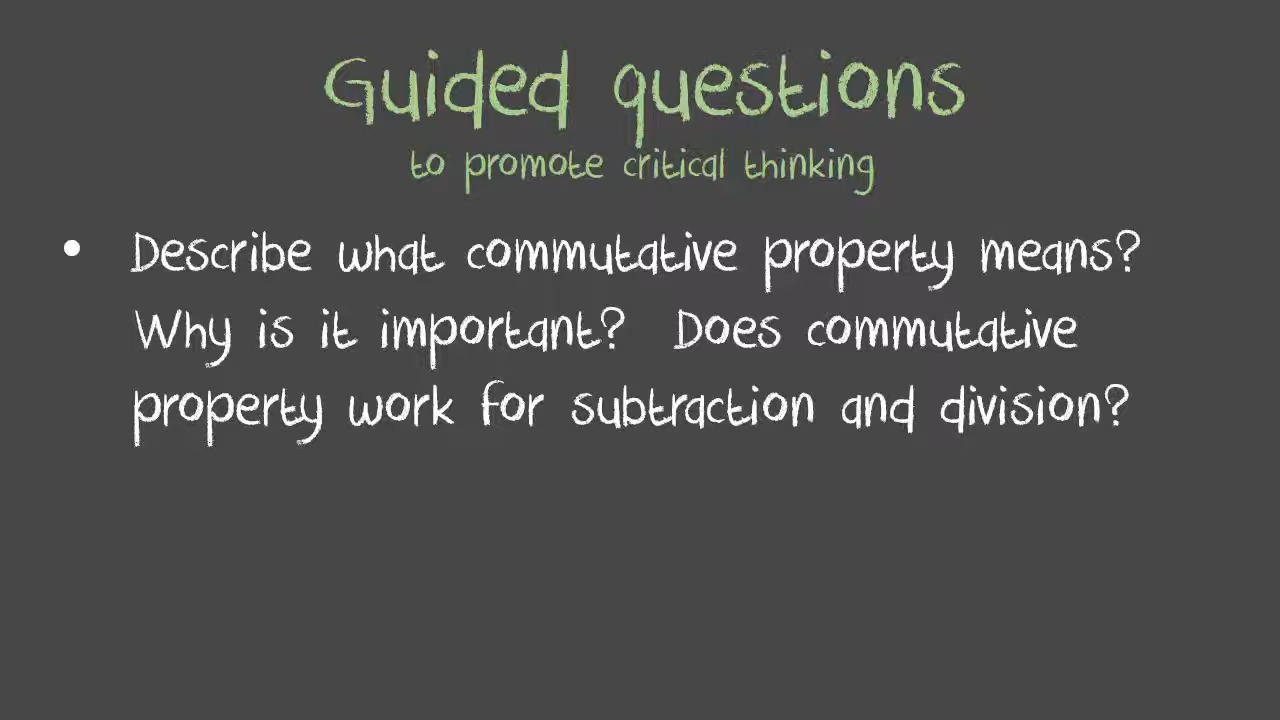 Guided questions
to promote critical thinking
• Describe what commutative property means?
Why is it important? Does commutative
property work for subtraction and division?